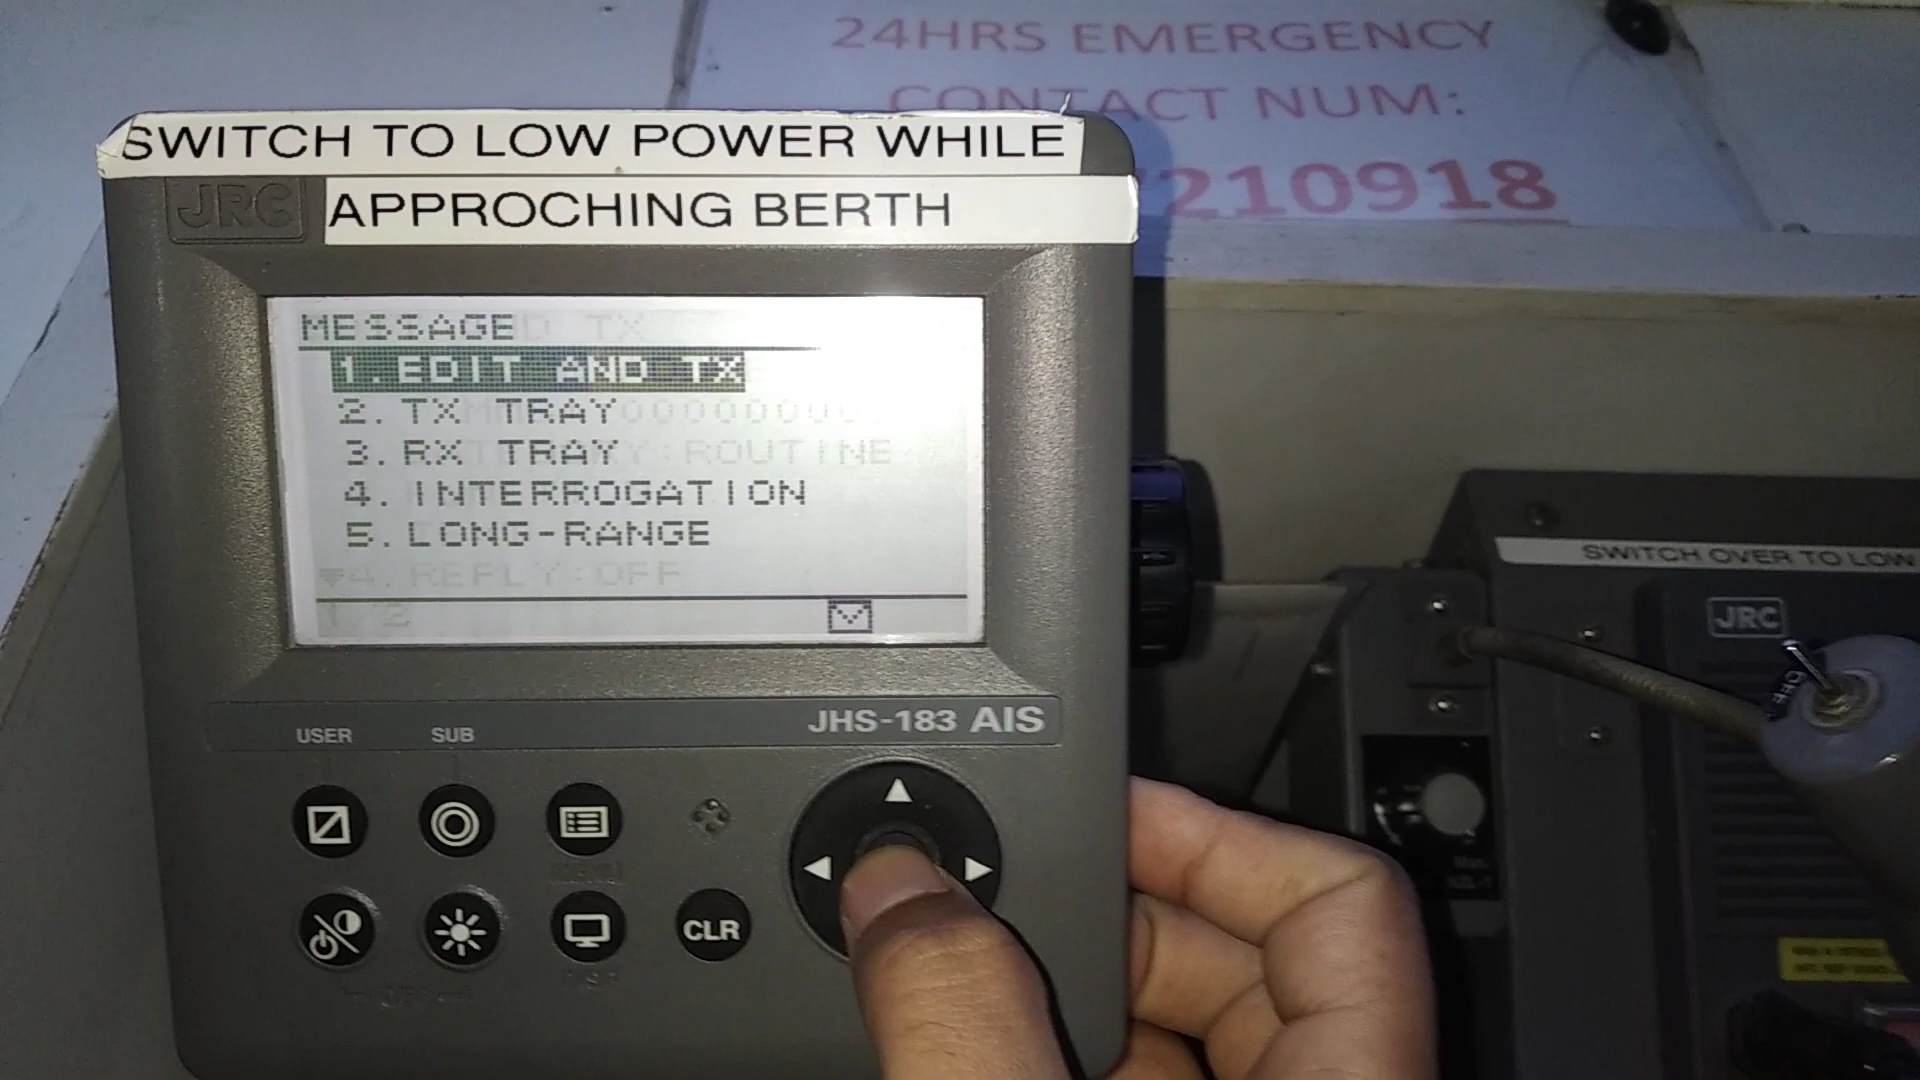 24HRS EMERGENCY
CONTACT NUM:
210918
SWITCH TO LOW POWER WHILE
JRC
APPROCHING BERTH
MESSAGE
1. EDIT AND TX
2. TX TRAY
3. RX TRAY
4. INTERROGATION
5. LONG-RANGE
JHS-183 AIS
USER SUB
CLR
SWITCH OVER TO LOW
JRC
OFF